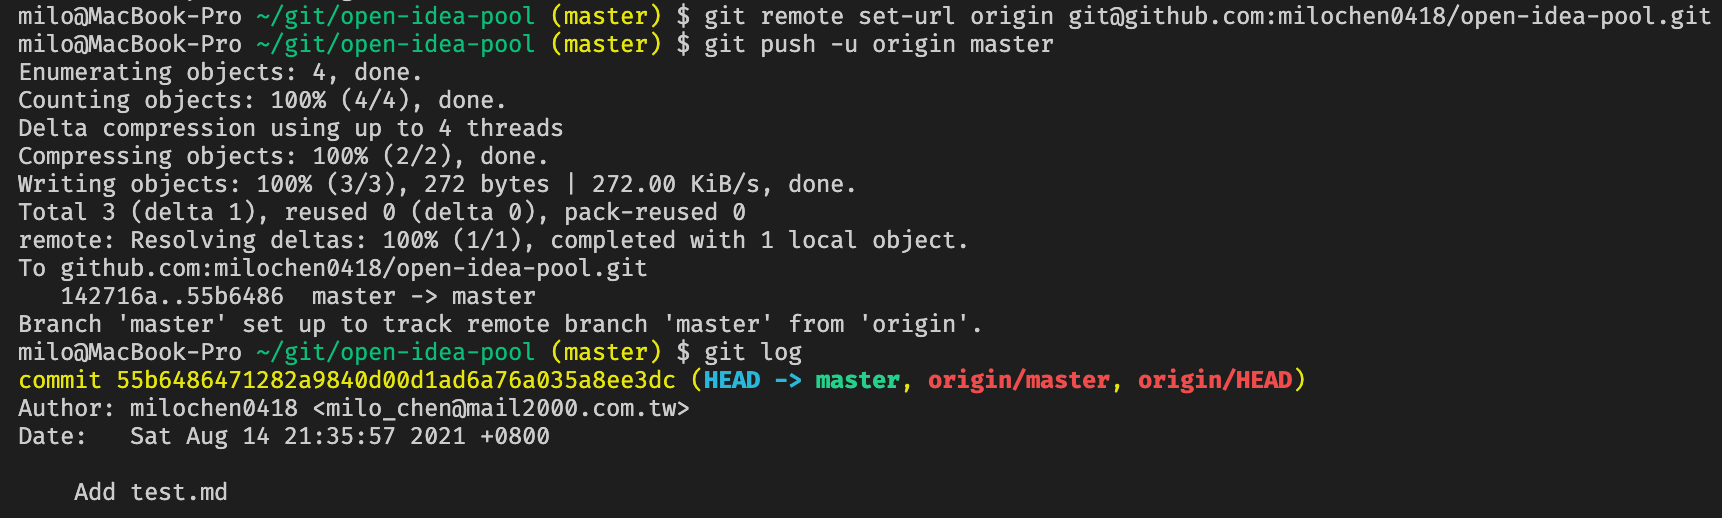 milo@MacBook-Pro ~/git/open-idea-pool (master) $ git remote set-url origin git@github.com:milochen0418/open-idea-pool.git
milo@MacBook-Pro ~/git/open-idea-pool (master) $ git push -u origin master
Enumerating objects: 4, done.
Counting objects: 100% (4/4), done.
Delta compression using up to 4 threads
Compressing objects: 100% (2/2), done.
Writing objects: 100% (3/3), 272 bytes | 272.00 KiB/s, done.
Total 3 (delta 1), reused 0 (delta 0), pack-reused 0
remote: Resolving deltas: 100% (1/1), completed with 1 local object.
To github.com:milochen0418/open-idea-pool.git
   142716a..55b6486  master -> master
Branch 'master' set up to track remote branch 'master' from 'origin'.
milo@MacBook-Pro ~/git/open-idea-pool (master) $ git log
commit 55b6486471282a9840d00d1ad6a76a035a8ee3dc (HEAD -> master, origin/master, origin/HEAD)
Author: milochen0418 <milo_chen@mail2000.com.tw>
Date:   Sat Aug 14 21:35:57 2021 +0800
    Add test.md